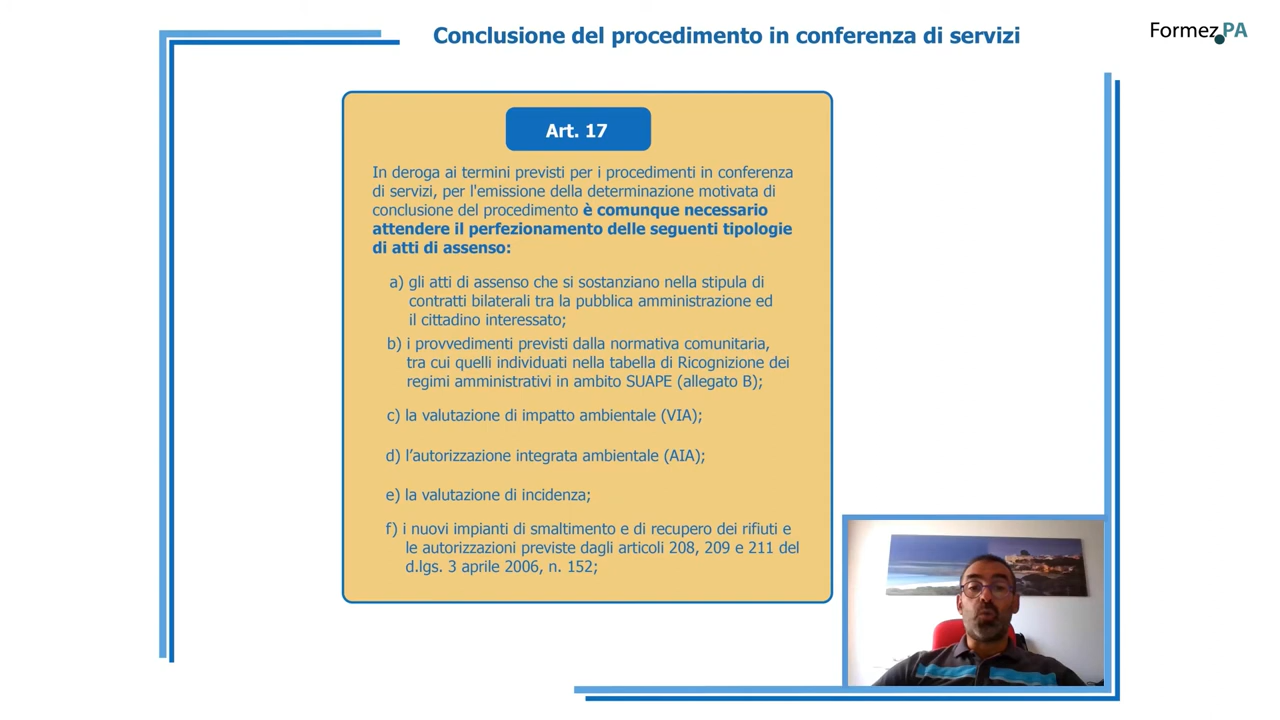 Conclusione del procedimento in conferenza di servizi
Formez PA
Art. 17
In deroga ai termini previsti per i procedimenti in conferenza
di servizi, per l'emissione della determinazione motivata di
conclusione del procedimento è comunque necessario
attendere il perfezionamento delle seguenti tipologie
di atti di assenso:
a) gli atti di assenso che si sostanziano nella stipula di
contratti bilaterali tra la pubblica amministrazione ed
il cittadino interessato;
b) i provvedimenti previsti dalla normativa comunitaria,
tra cui quelli individuati nella tabella di Ricognizione dei
regimi amministrativi in ambito SUAPE (allegato B);
c) la valutazione di impatto ambientale (VIA);
d) l’autorizzazione integrata ambientale (AIA);
e) la valutazione di incidenza;
f) i nuovi impianti di smaltimento e di recupero dei rifiuti e
le autorizzazioni previste dagli articoli 208, 209 e 211 del
d.lgs. 3 aprile 2006, n. 152;